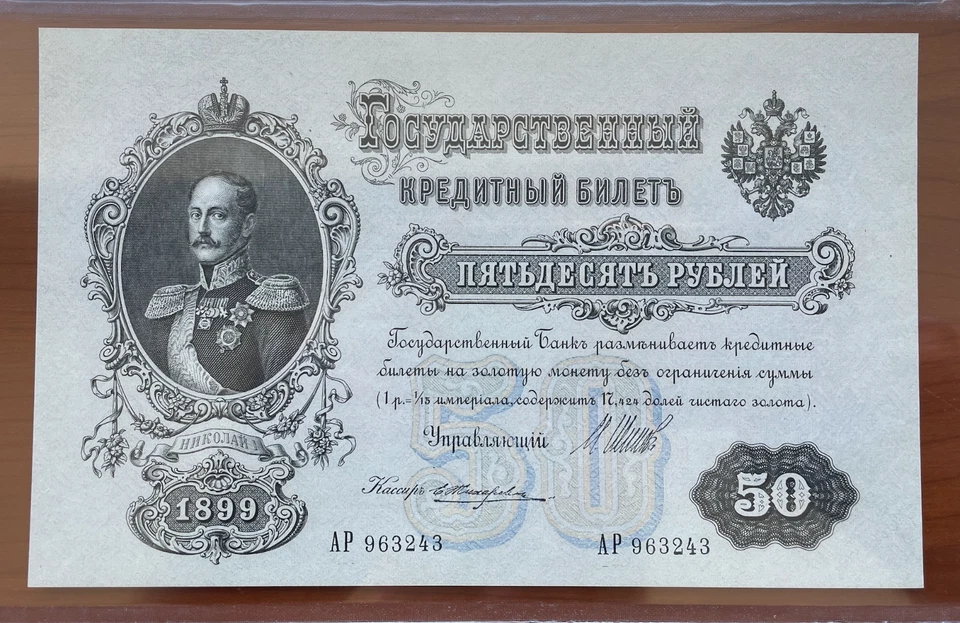 Государственный
Кредитный Билетъ
ПЯТЬДЕСЯТЪ РУБЛЕЙ
Государственный Банкъ размѣниваетъ кредитные
билеты на золотую монету безъ ограниченія суммы
(1 р.= 1/15 имперіала, содержитъ 17,424 долей чистаго золота).
Управляющій
НИКОЛАЙ I
Кассиръ
1899
50
50
АР 963243
АР 963243